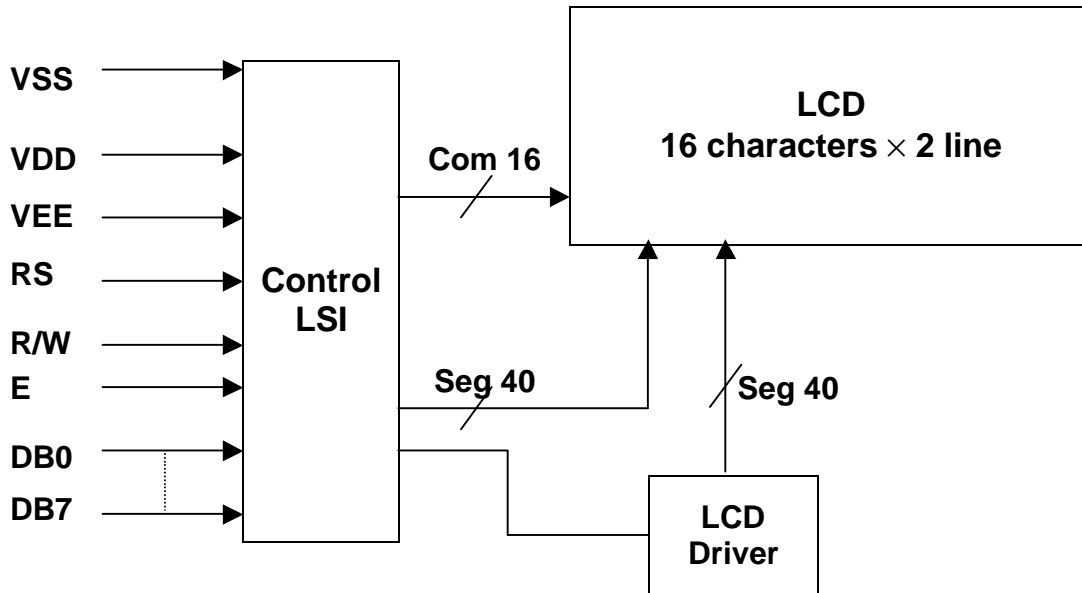 VSS
VDD
VEE
RS
R/W
E
DB0
DB7
Control
LSI
Com 16
Seg 40
LCD
16 characters × 2 line
Seg 40
LCD
Driver